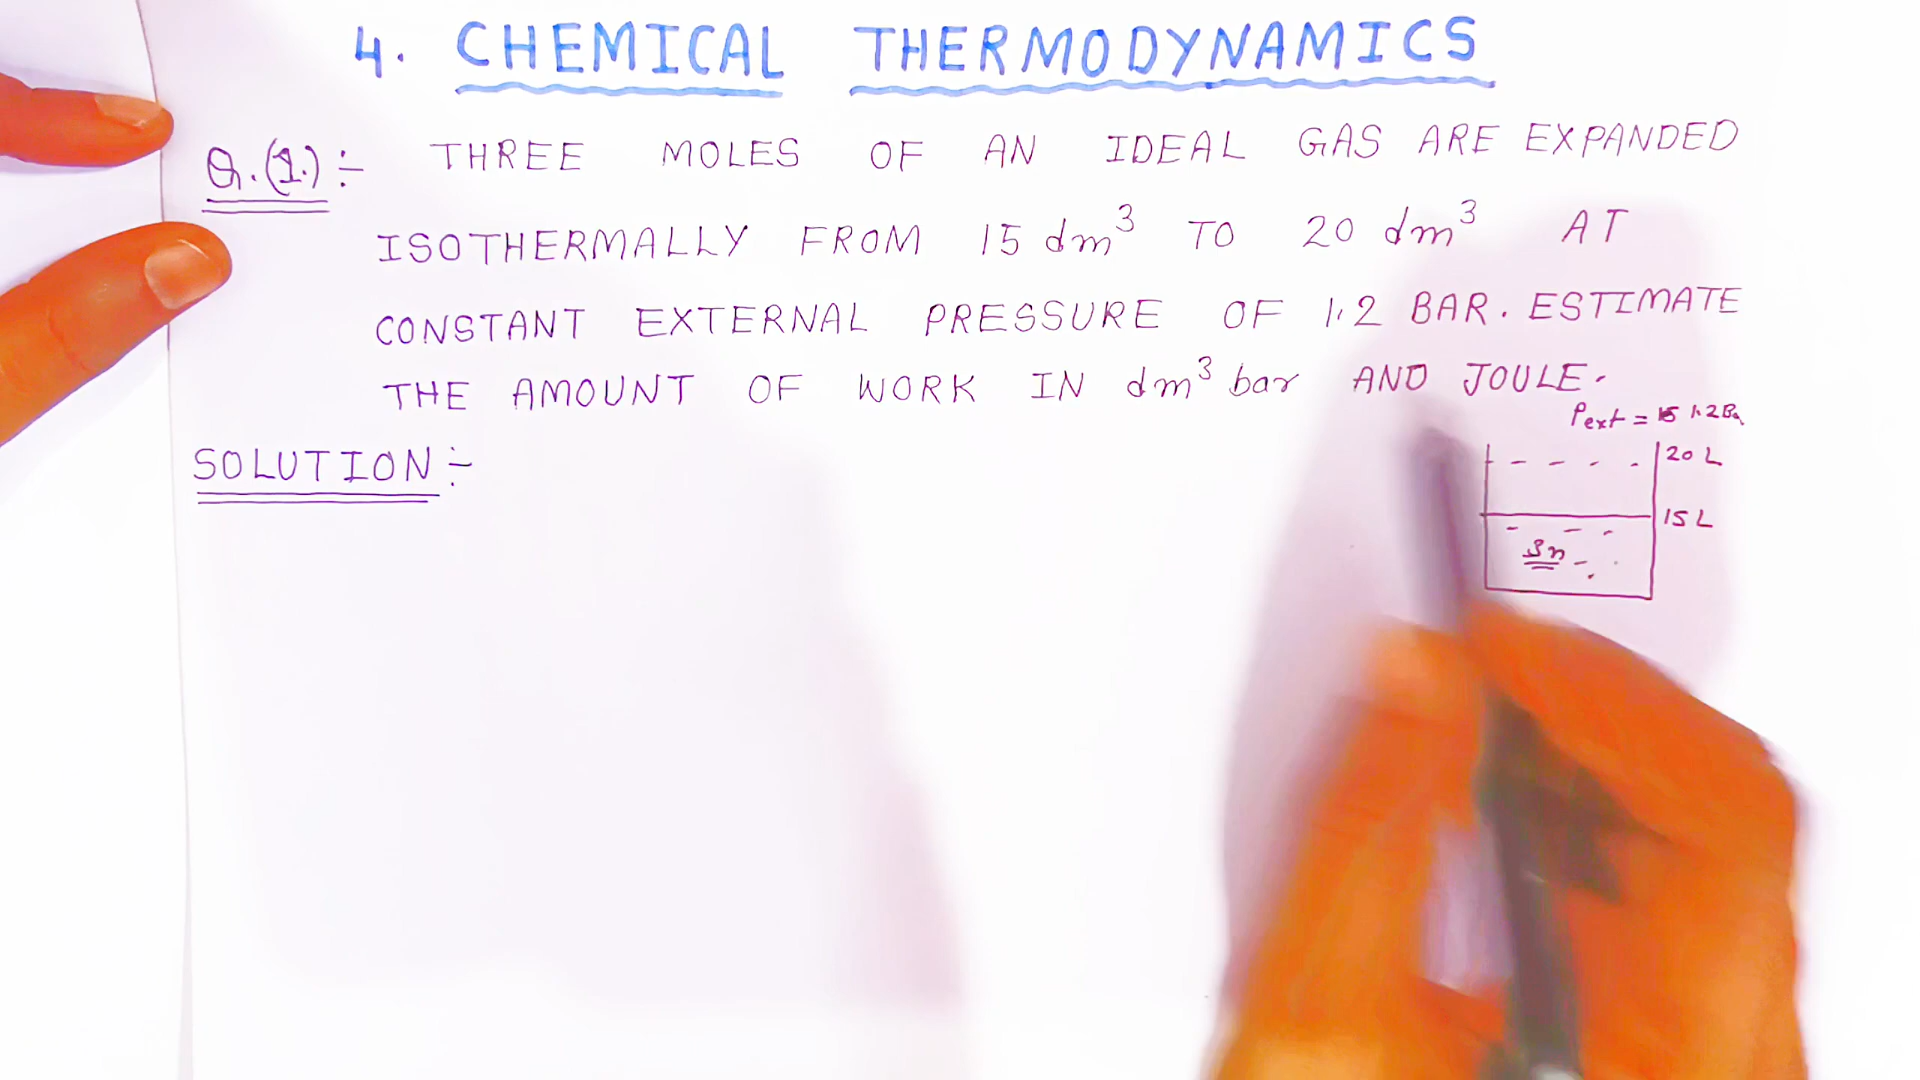 4. CHEMICAL THERMODYNAMICS
Q.(1.) :- THREE MOLES OF AN IDEAL GAS ARE EXPANDED
ISOTHERMALLY FROM 15 dm³ TO 20 dm³ AT
CONSTANT EXTERNAL PRESSURE OF 1.2 BAR. ESTIMATE
THE AMOUNT OF WORK IN dm³ bar AND JOULE.
Pext = 1.2 Ba
20 L
15 L
3n
SOLUTION :-